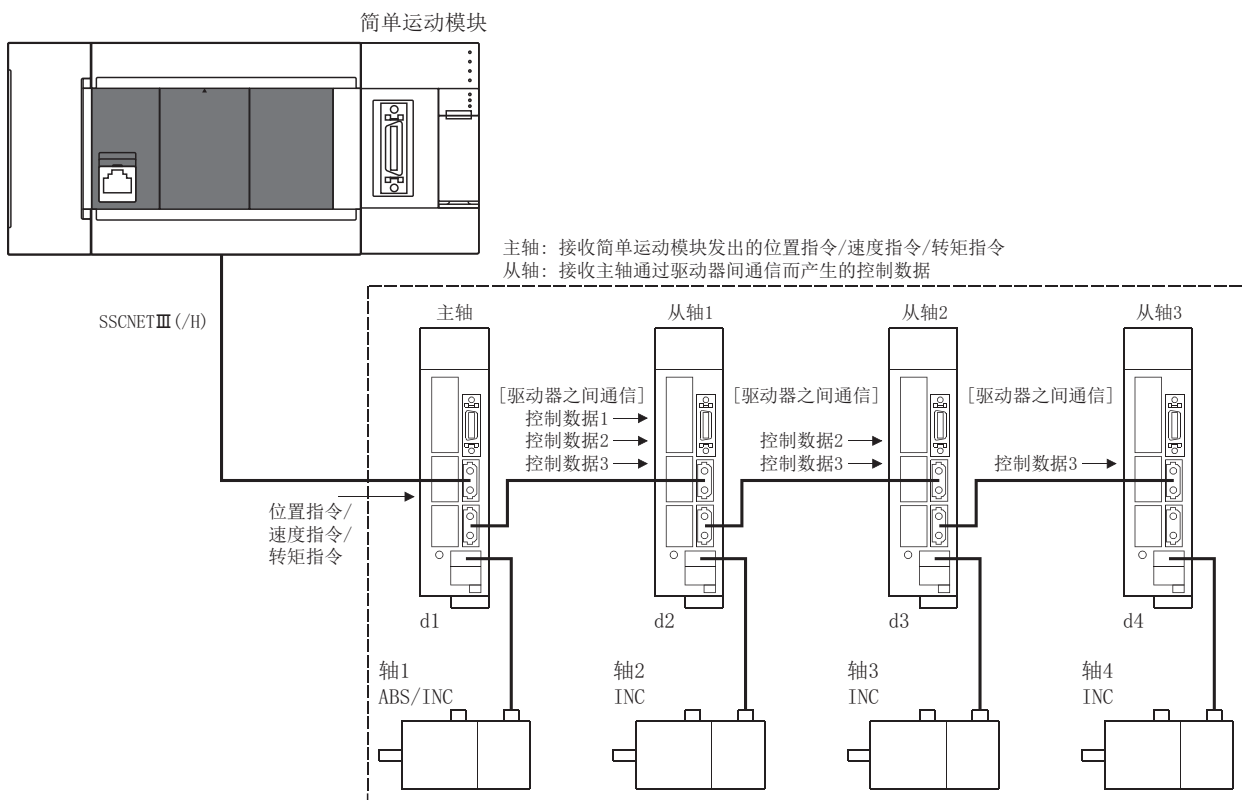 简单运动模块
主轴: 接收简单运动模块发出的位置指令/速度指令/转矩指令
从轴: 接收主轴通过驱动器间通信而产生的控制数据
SSCNETⅢ(/H)
主轴
从轴1
从轴2
从轴3
[驱动器之间通信]
控制数据1
控制数据2
控制数据3
[驱动器之间通信]
控制数据2
控制数据3
[驱动器之间通信]
控制数据3
位置指令/
速度指令/
转矩指令
d1
d2
d3
d4
轴1
ABS/INC
轴2
INC
轴3
INC
轴4
INC